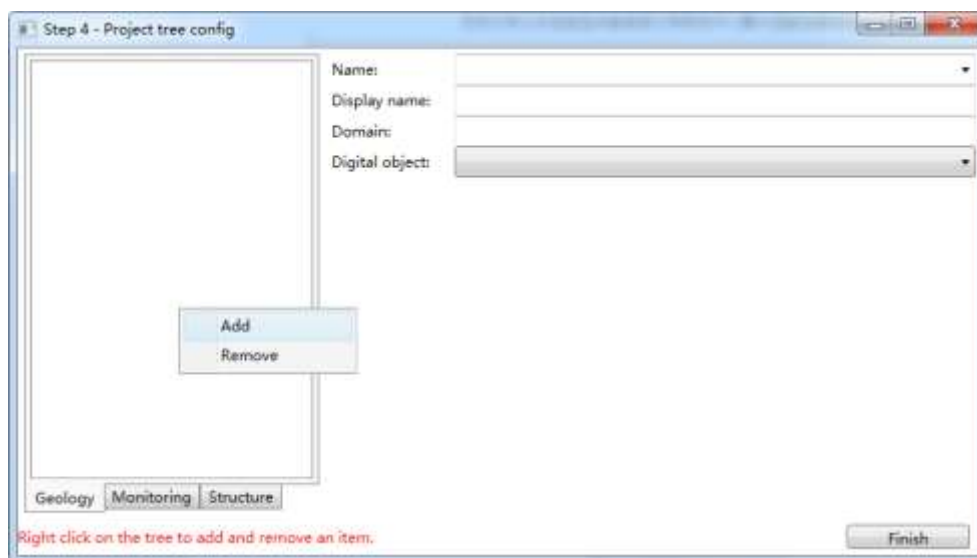 Step 4 - Project tree config
Name:
Display name:
Domain:
Digital object:
Add
Remove
Geology Monitoring Structure
Right click on the tree to add and remove an item.
Finish